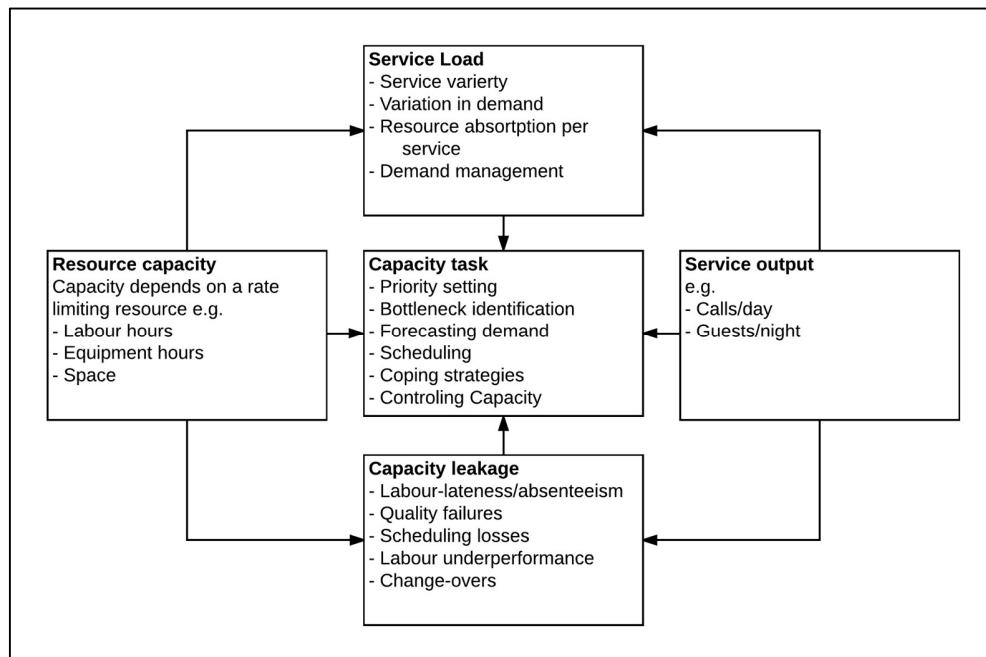 Service Load
- Service varierty
- Variation in demand
- Resource absortption per
service
- Demand management
Resource capacity
Capacity depends on a rate
limiting resource e.g.
- Labour hours
- Equipment hours
- Space
Capacity task
- Priority setting
- Bottleneck identification
- Forecasting demand
- Scheduling
- Coping strategies
- Controling Capacity
Service output
e.g.
- Calls/day
- Guests/night
Capacity leakage
- Labour-lateness/absenteeism
- Quality failures
- Scheduling losses
- Labour underperformance
- Change-overs